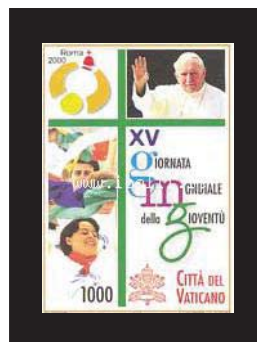 Roma
2000
XV
GIORNATA
MONDIALE
della GIOVENTÙ
1000
CITTÀ DEL
VATICANO